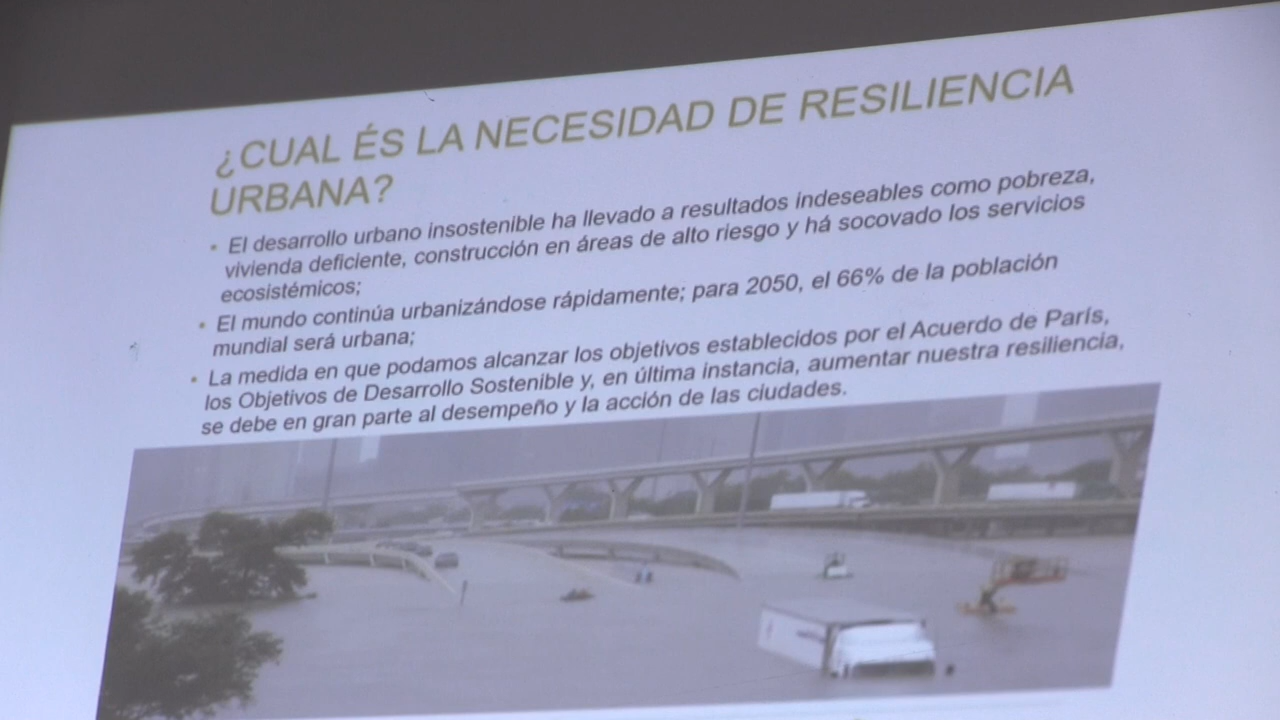 ¿CUAL ÉS LA NECESIDAD DE RESILIENCIA
URBANA?
• El desarrollo urbano insostenible ha llevado a resultados indeseables como pobreza,
vivienda deficiente, construcción en áreas de alto riesgo y há socovado los servicios
ecosistémicos;
• El mundo continúa urbanizándose rápidamente; para 2050, el 66% de la población
mundial será urbana;
• La medida en que podamos alcanzar los objetivos establecidos por el Acuerdo de París,
los Objetivos de Desarrollo Sostenible y, en última instancia, aumentar nuestra resiliencia,
se debe en gran parte al desempeño y la acción de las ciudades.